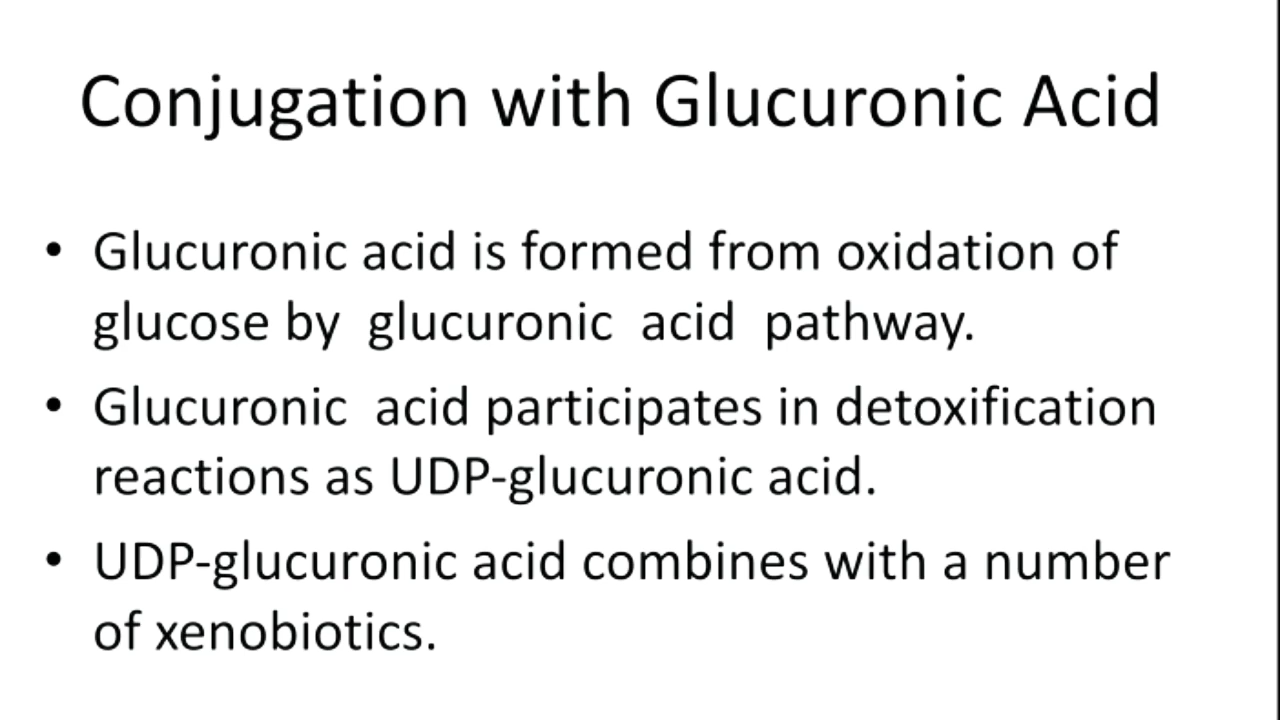 Conjugation with Glucuronic Acid
• Glucuronic acid is formed from oxidation of
glucose by glucuronic acid pathway.
• Glucuronic acid participates in detoxification
reactions as UDP-glucuronic acid.
• UDP-glucuronic acid combines with a number
of xenobiotics.